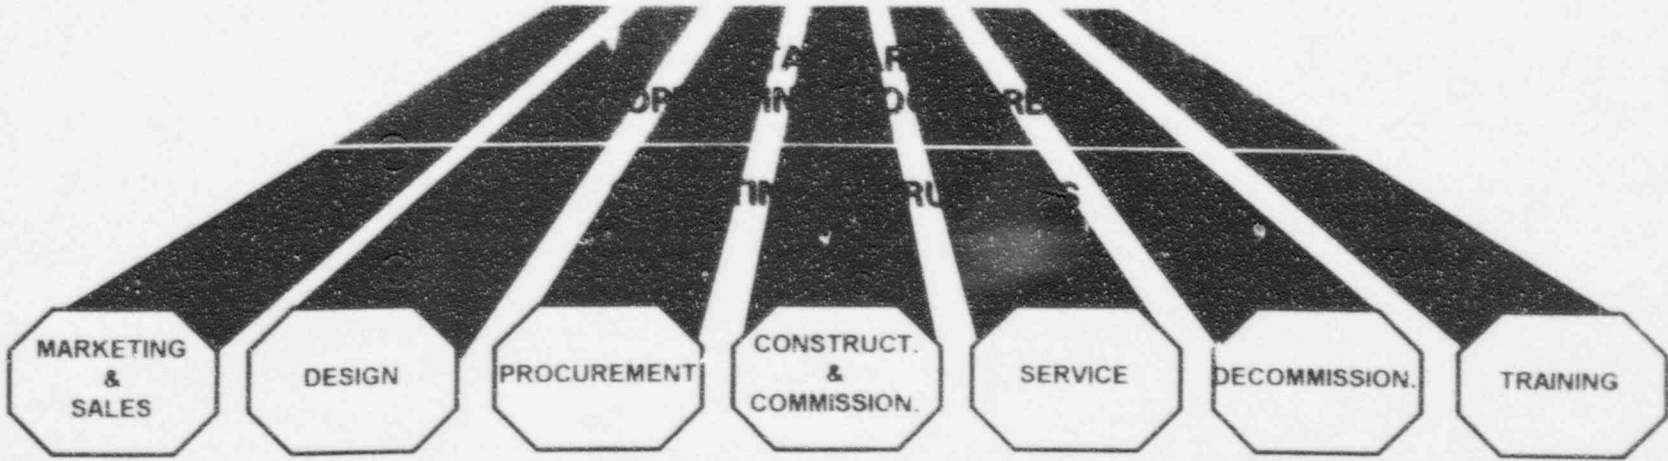 MARKETING
&
SALES
DESIGN
PROCUREMENT
CONSTRUCT.
&
COMMISSION.
SERVICE
DECOMMISSION.
TRAINING